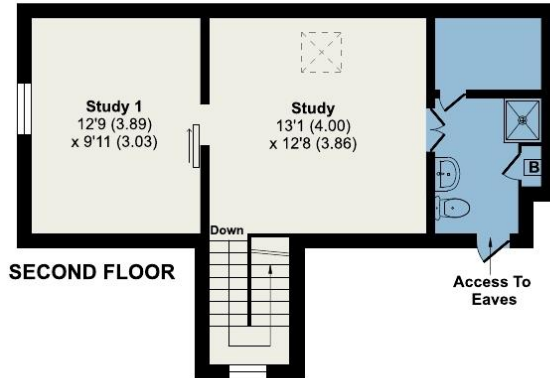 Study 1
12'9 (3.89)
x 9'11 (3.03)
Study
13'1 (4.00)
x 12'8 (3.86)
B
Down
SECOND FLOOR
Access To
Eaves